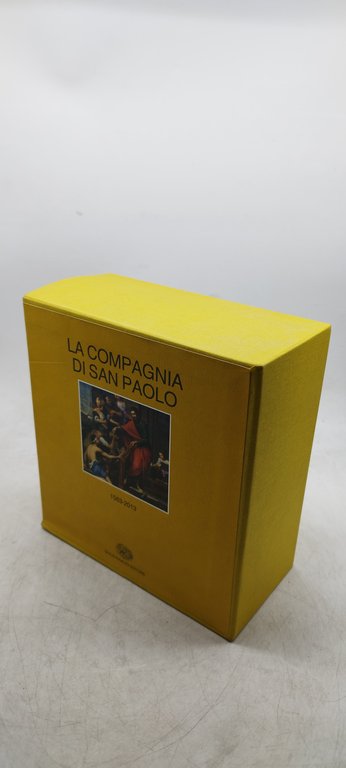 LA COMPAGNIA
DI SAN PAOLO
1563-2013